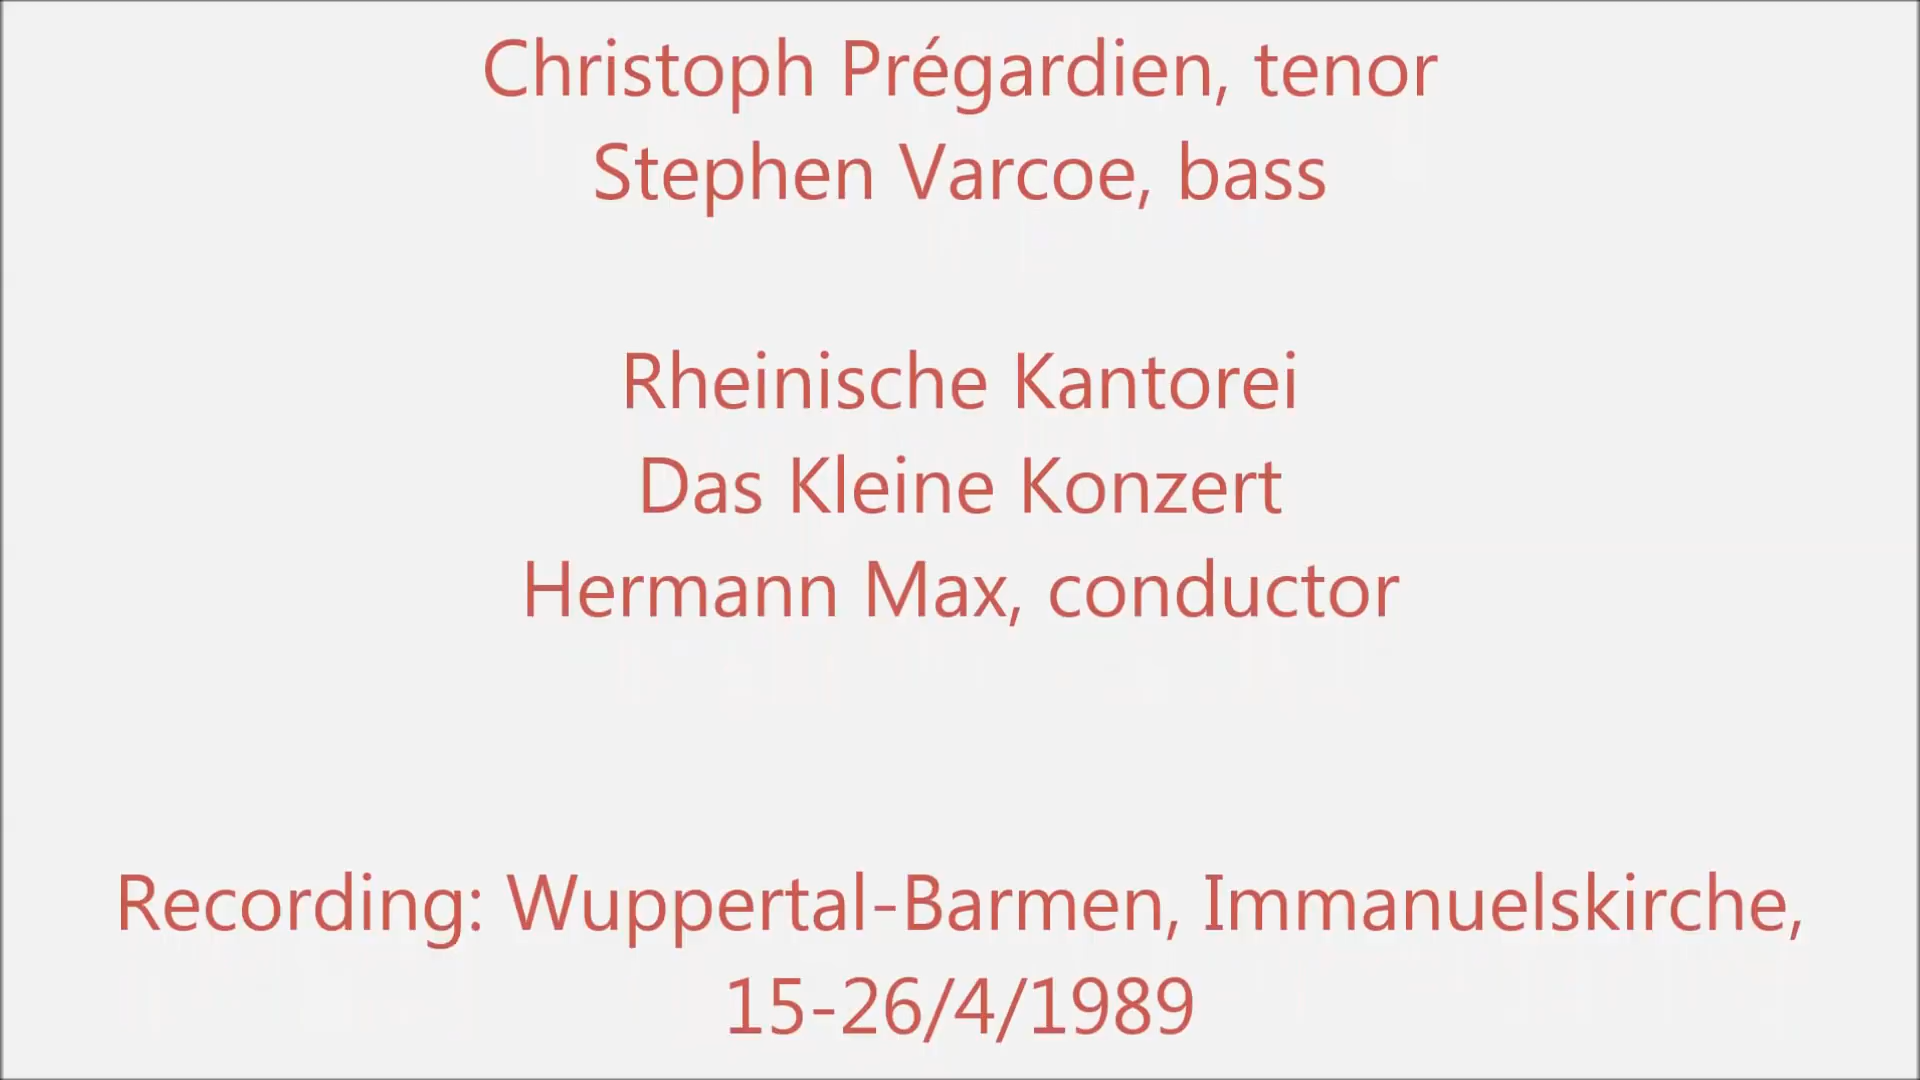 Christoph Prégardien, tenor
Stephen Varcoe, bass
Rheinische Kantorei
Das Kleine Konzert
Hermann Max, conductor
Recording: Wuppertal-Barmen, Immanuelskirche,
15-26/4/1989